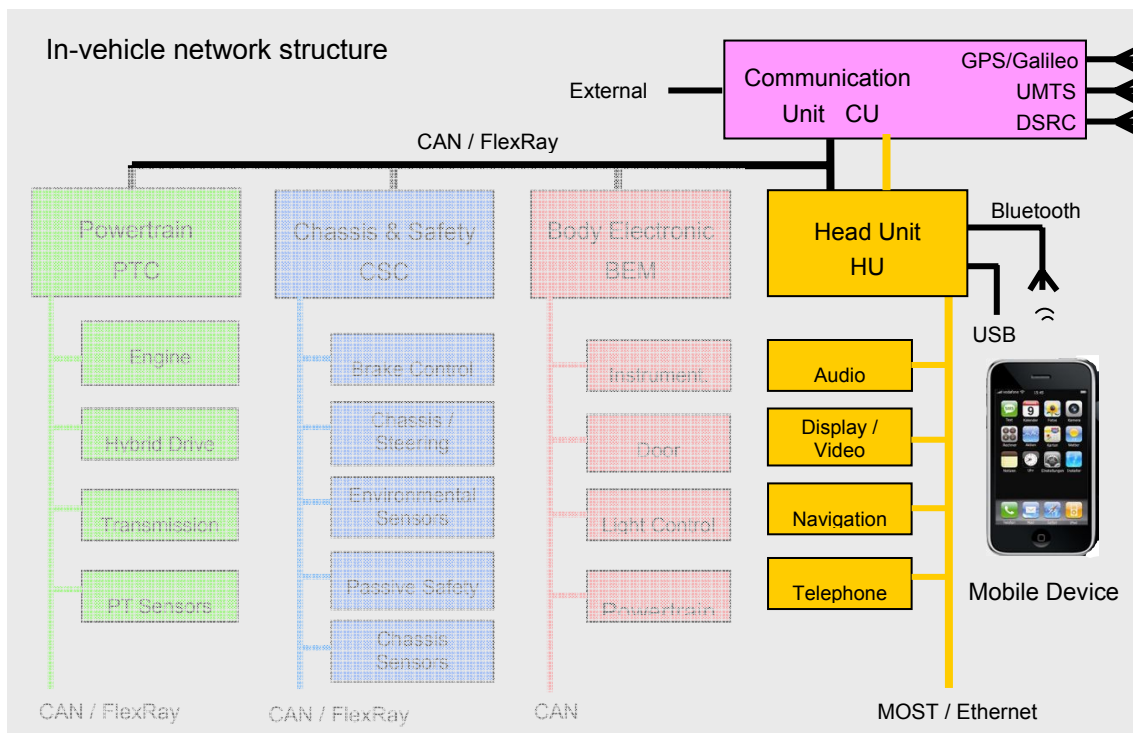 In-vehicle network structure
GPS/Galileo
Communication
External
UMTS
Unit CU
DSRC
CAN / FlexRay
Powertrain
PTC
Chassis & Safety
CSC
Body Electronic
BEM
Head Unit
HU
Bluetooth
USB
Engine
Hybrid Drive
Transmission
PT Sensors
Brake Control
Chassis /
Steering
Environmental
Sensors
Passive Safety
Chassis
Sensors
Instrument.
Door
Light Control
Powertrain
Audio
Display /
Video
Navigation
Telephone
Mobile Device
CAN / FlexRay
CAN / FlexRay
CAN
MOST / Ethernet